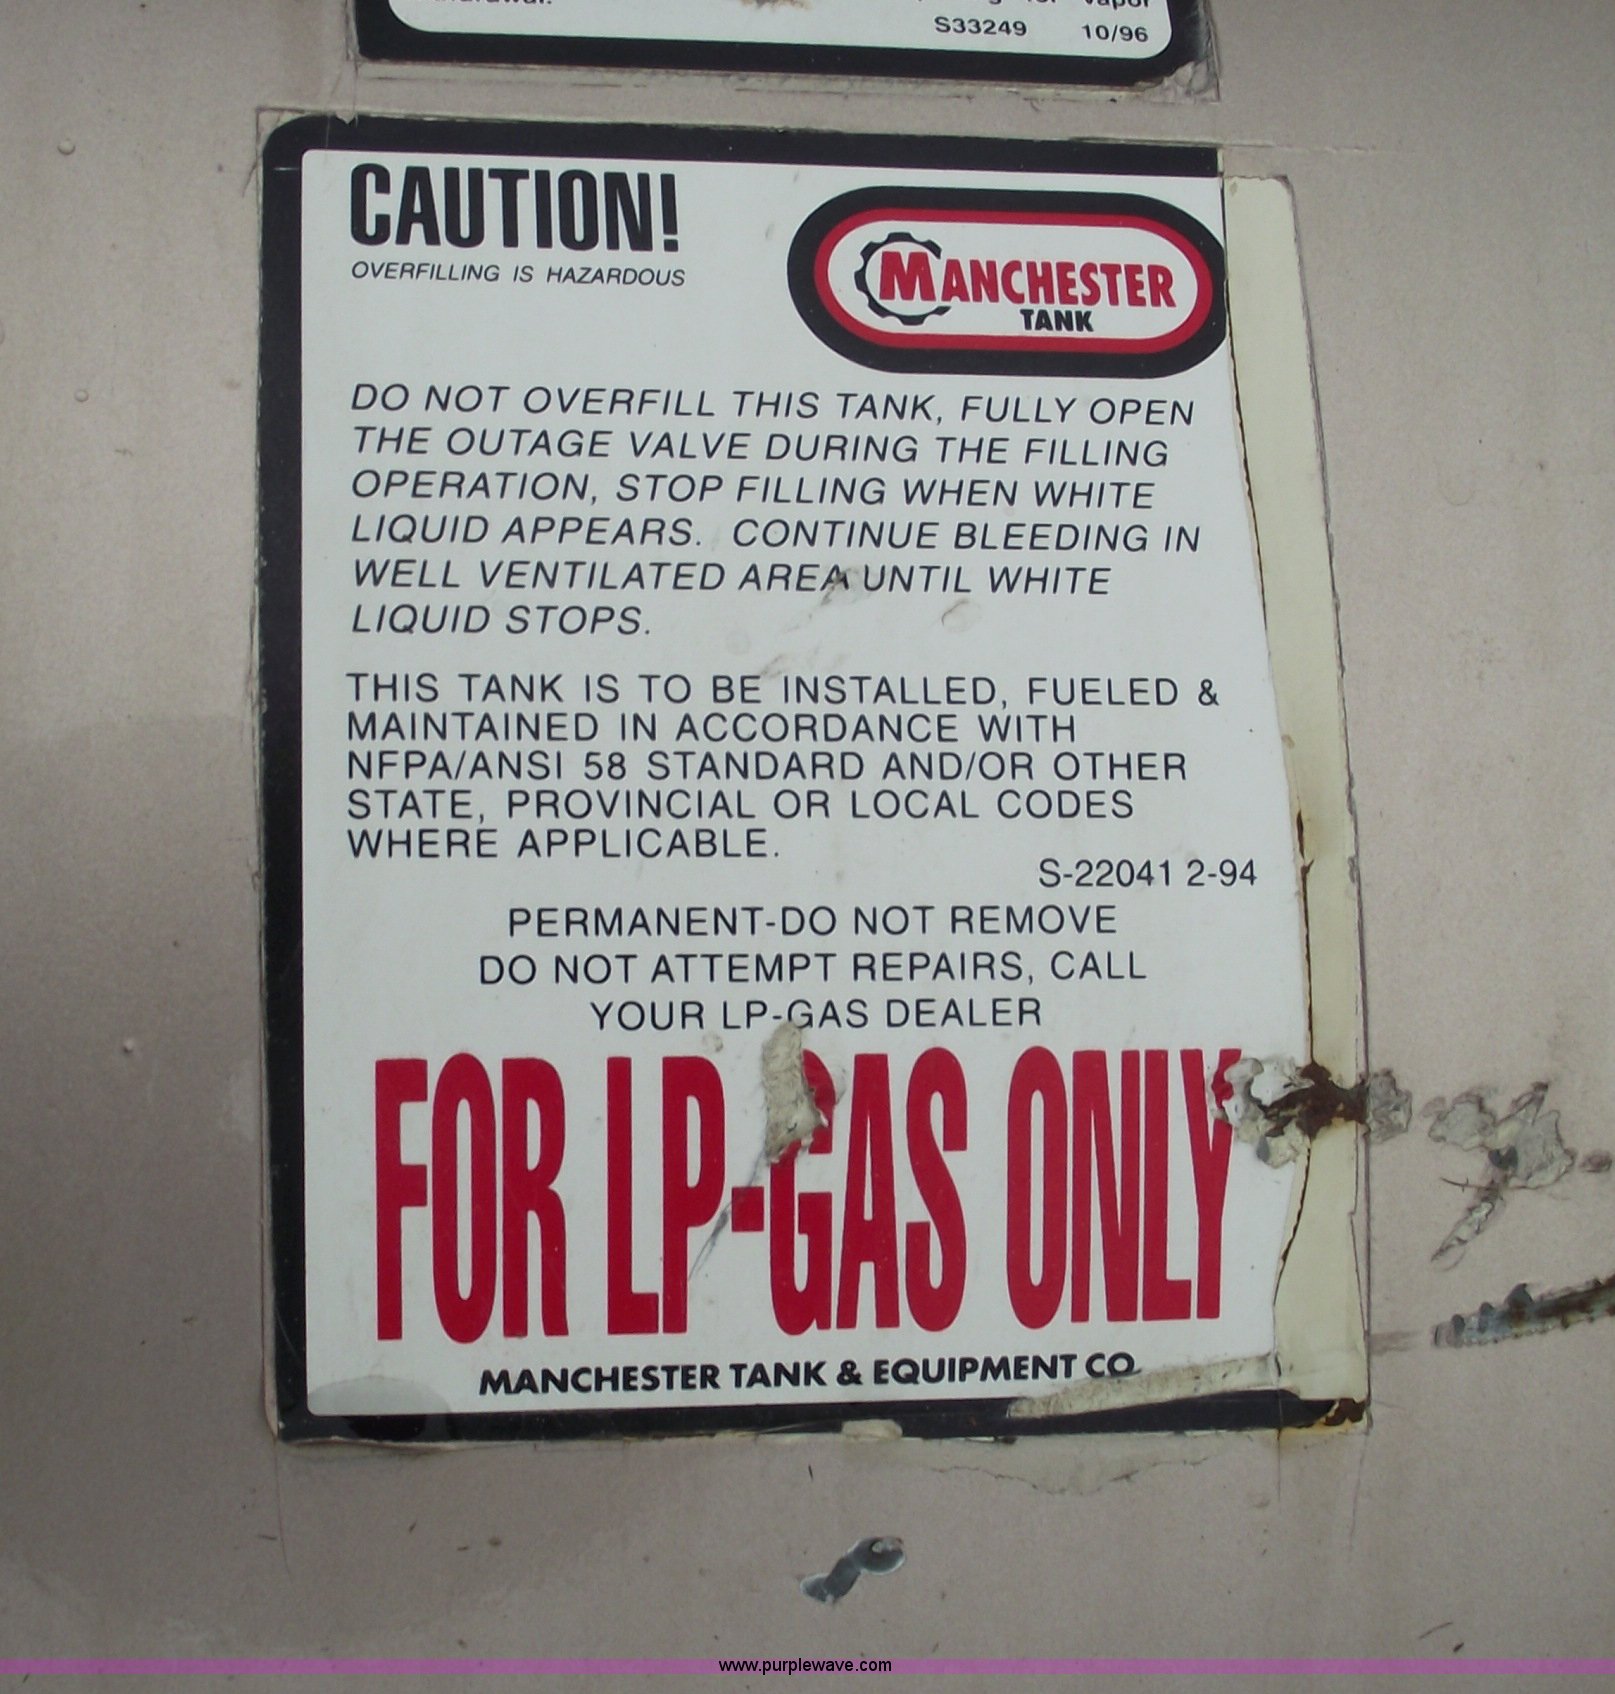 for vapor
S33249 10/96
CAUTION!
OVERFILLING IS HAZARDOUS
MANCHESTER
TANK
DO NOT OVERFILL THIS TANK, FULLY OPEN
THE OUTAGE VALVE DURING THE FILLING
OPERATION, STOP FILLING WHEN WHITE
LIQUID APPEARS. CONTINUE BLEEDING IN
WELL VENTILATED AREA UNTIL WHITE
LIQUID STOPS.
THIS TANK IS TO BE INSTALLED, FUELED &
MAINTAINED IN ACCORDANCE WITH
NFPA/ANSI 58 STANDARD AND/OR OTHER
STATE, PROVINCIAL OR LOCAL CODES
WHERE APPLICABLE.
S-22041 2-94
PERMANENT-DO NOT REMOVE
DO NOT ATTEMPT REPAIRS, CALL
YOUR LP-GAS DEALER
FOR LP-GAS ONLY
MANCHESTER TANK & EQUIPMENT CO
www.purplewave.com